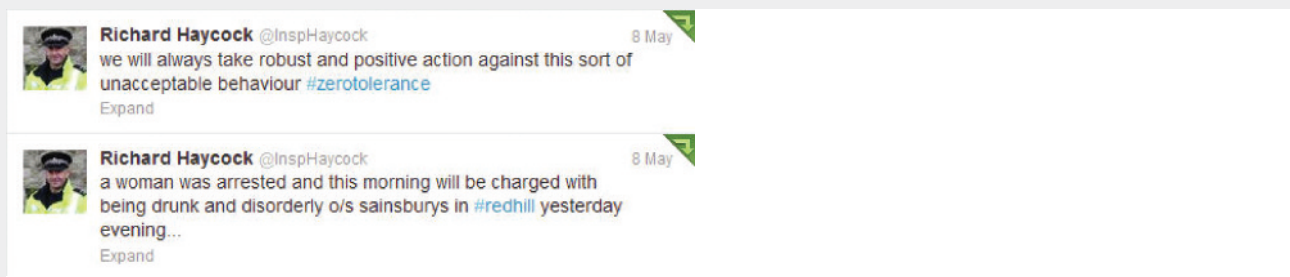 Richard Haycock @InspHaycock 8 May
we will always take robust and positive action against this sort of
unacceptable behaviour #zerotolerance
Expand
Richard Haycock @InspHaycock 8 May
a woman was arrested and this morning will be charged with
being drunk and disorderly o/s sainsburys in #redhill yesterday
evening...
Expand